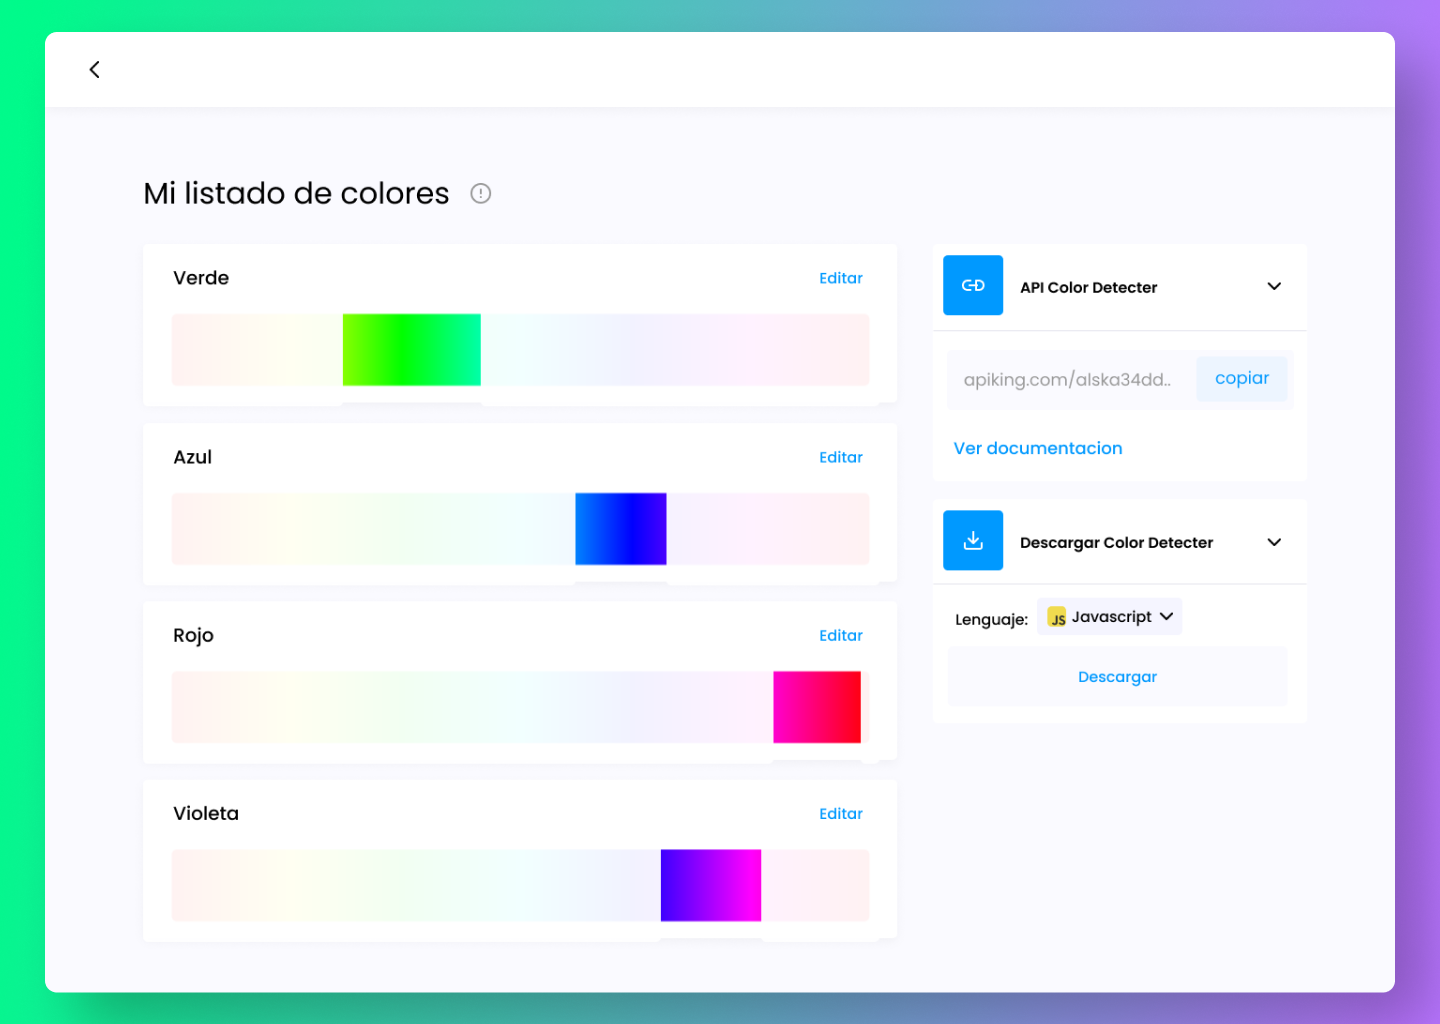 Mi listado de colores
Verde
Editar
Azul
Editar
Rojo
Editar
Violeta
Editar
API Color Detecter
apiking.com/alska34dd..
copiar
Ver documentacion
Descargar Color Detecter
Lenguaje:
JS Javascript
Descargar